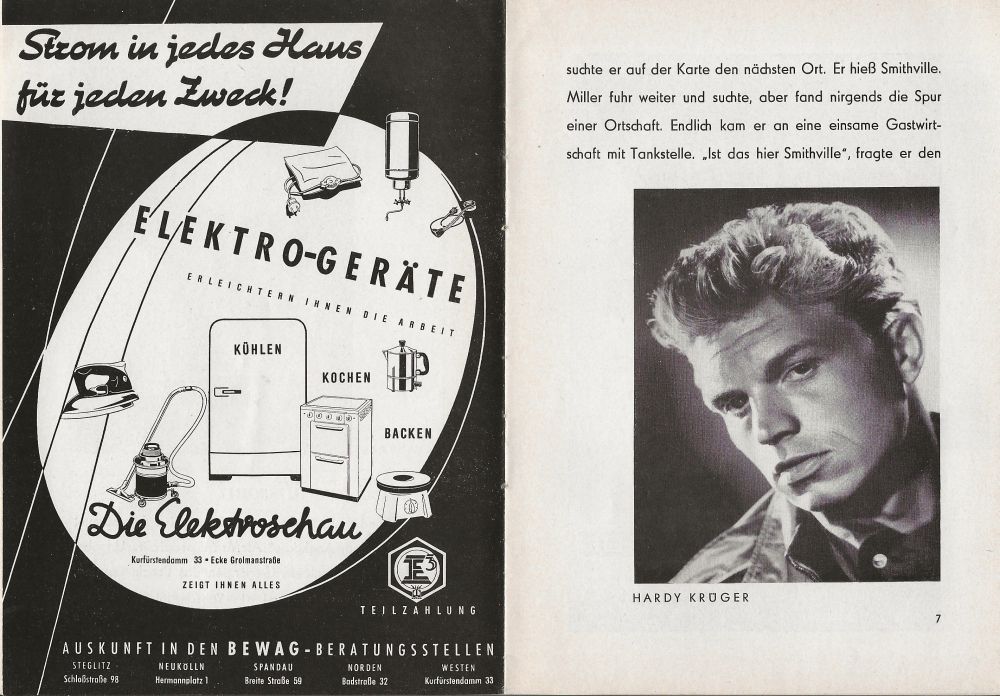 Strom in jedes Haus
für jeden Zweck!
ELEKTRO-GERÄTE
ERLEICHTERN IHNEN DIE ARBEIT
KÜHLEN
KOCHEN
BACKEN
Die Elektroschau
Kurfürstendamm 33 • Ecke Grolmanstraße
ZEIGT IHNEN ALLES
E3
TEILZAHLUNG
AUSKUNFT IN DEN BEWAG-BERATUNGSSTELLEN
STEGLITZ NEUKÖLLN SPANDAU NORDEN WESTEN
Schloßstraße 98 Hermannplatz 1 Breite Straße 59 Badstraße 32 Kurfürstendamm 33
suchte er auf der Karte den nächsten Ort. Er hieß Smithville.
Miller fuhr weiter und suchte, aber fand nirgends die Spur
einer Ortschaft. Endlich kam er an eine einsame Gastwirt-
schaft mit Tankstelle. „Ist das hier Smithville", fragte er den
HARDY KRÜGER
7